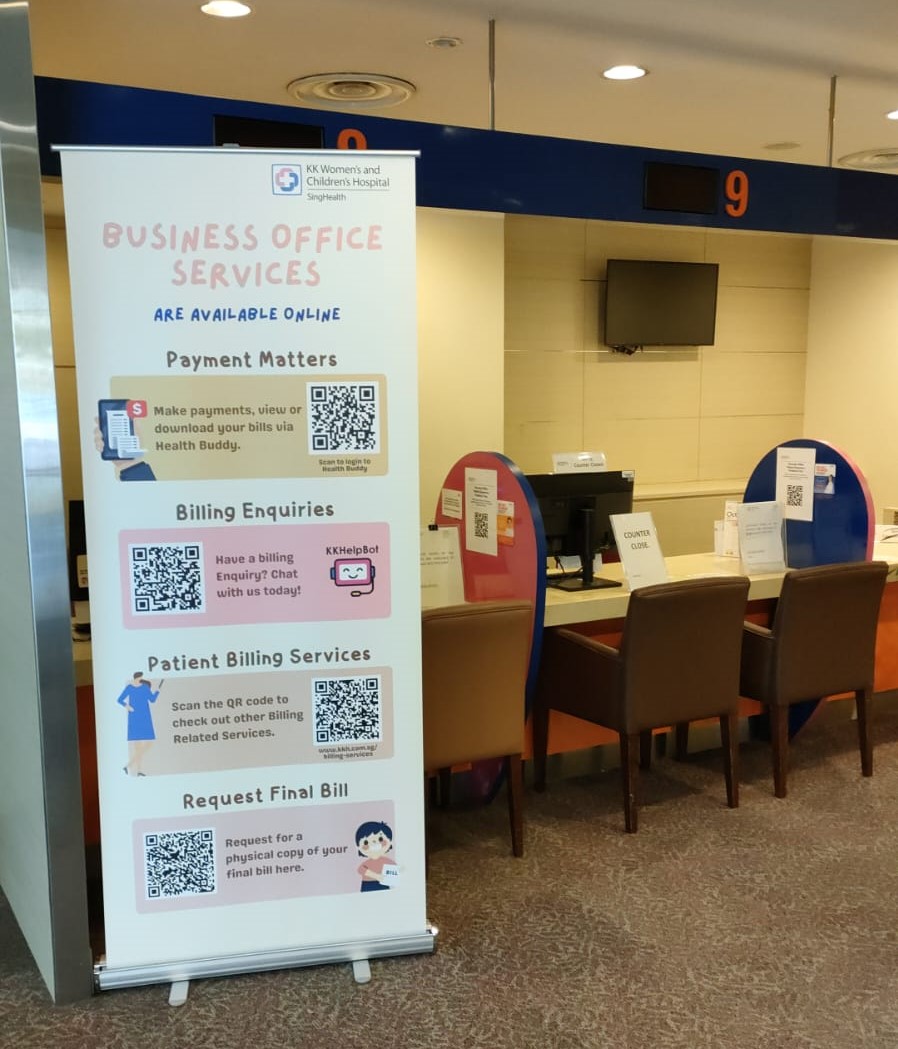 KK Women's and
Children's Hospital
SingHealth
BUSINESS OFFICE
SERVICES
ARE AVAILABLE ONLINE
Payment Matters
$
Make payments, view or
download your bills via
Health Buddy.
Scan to login to
Health Buddy
Billing Enquiries
Have a billing
Enquiry? Chat
with us today!
KKHelpBot
Patient Billing Services
Scan the QR code to
check out other Billing
Related Services.
www.kkh.com.sg/
billing-services
Request Final Bill
Request for a
physical copy of your
final bill here.
BILL
9
Counter Closed
COUNTER
CLOSE.